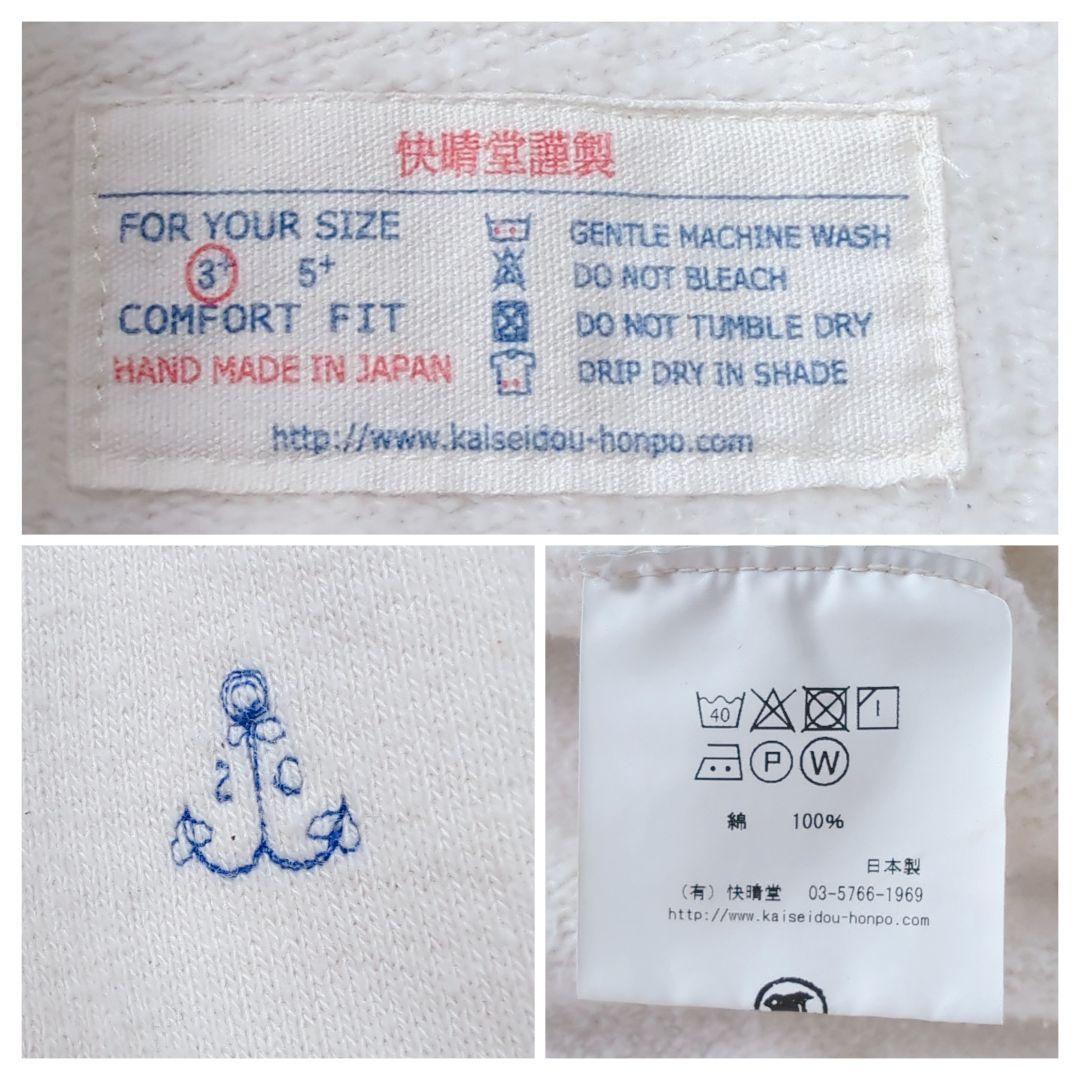 快晴堂謹製
FOR YOUR SIZE
3+ 5+
COMFORT FIT
HAND MADE IN JAPAN
GENTLE MACHINE WASH
DO NOT BLEACH
DO NOT TUMBLE DRY
DRIP DRY IN SHADE
http://www.kaiseidou-honpo.com
2 0
40
P W
綿 100%
日本製
(有) 快晴堂 03-5766-1969
http://www.kaiseidou-honpo.com